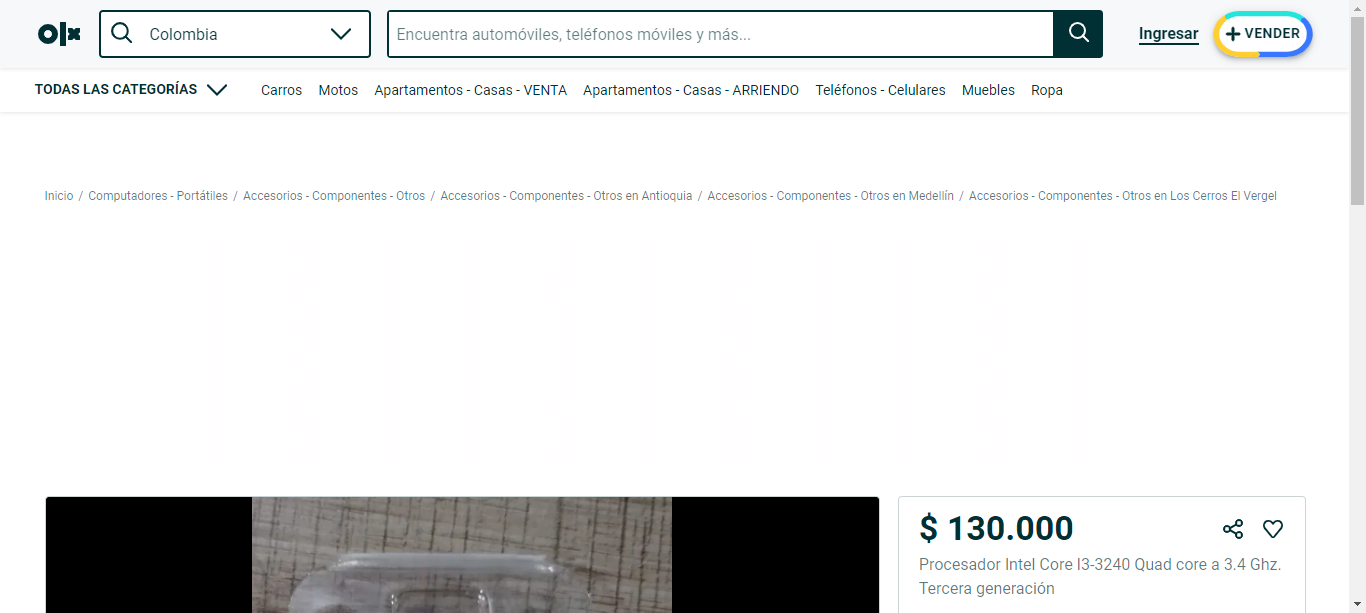 olx
Colombia
Encuentra automóviles, teléfonos móviles y más...
Ingresar
VENDER
TODAS LAS CATEGORÍAS
Carros
Motos
Apartamentos - Casas - VENTA
Apartamentos - Casas - ARRIENDO
Teléfonos - Celulares
Muebles
Ropa
Inicio / Computadores - Portátiles / Accesorios - Componentes - Otros / Accesorios - Componentes - Otros en Antioquia / Accesorios - Componentes - Otros en Medellín / Accesorios - Componentes - Otros en Los Cerros El Vergel
$ 130.000
Procesador Intel Core I3-3240 Quad core a 3.4 Ghz.
Tercera generación